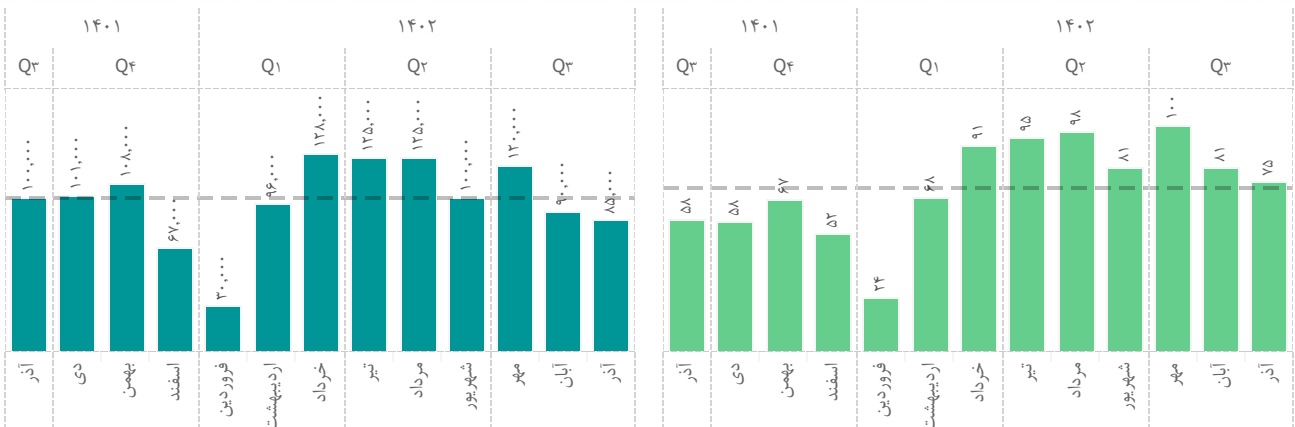 ۱۴۰۱ ۱۴۰۲
Q۳ Q۴ Q۱ Q۲ Q۳
۱۰۰,۰۰۰ ۱۰۱,۰۰۰ ۱۰۸,۰۰۰ ۶۷,۰۰۰ ۳۰,۰۰۰ ۹۶,۰۰۰ ۱۲۸,۰۰۰ ۱۲۵,۰۰۰ ۱۲۵,۰۰۰ ۱۰۰,۰۰۰ ۱۲۰,۰۰۰ ۹۰,۰۰۰ ۸۵,۰۰۰
آذر دی بهمن اسفند فروردین اردیبهشت خرداد تیر مرداد شهریور مهر آبان آذر
۱۴۰۱ ۱۴۰۲
Q۳ Q۴ Q۱ Q۲ Q۳
۵۸ ۵۸ ۶۷ ۵۲ ۲۴ ۶۸ ۹۱ ۹۵ ۹۸ ۸۱ ۱۰۰ ۸۱ ۷۵
آذر دی بهمن اسفند فروردین اردیبهشت خرداد تیر مرداد شهریور مهر آبان آذر